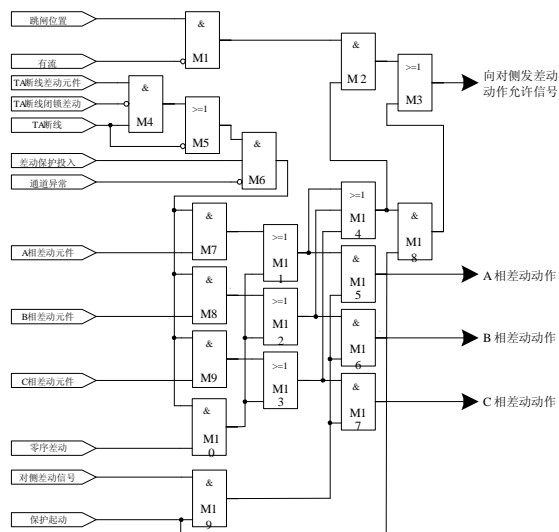 跳闸位置
&
M1
有流
&
M 2
>=1
M3
向对侧发差动
动作允许信号
TA断线差动元件
TA断线闭锁差动
TA断线
&
M4
>=1
M5
差动保护投入
通道异常
&
M6
A相差动元件
&
M7
>=1
M1
1
>=1
M1
4
&
M1
8
&
M1
5
A 相差动动作
B相差动元件
&
M8
>=1
M1
2
&
M1
6
B 相差动动作
C相差动元件
&
M9
>=1
M1
3
&
M1
7
C 相差动动作
零序差动
&
M1
0
对侧差动信号
保护起动
&
M1
9